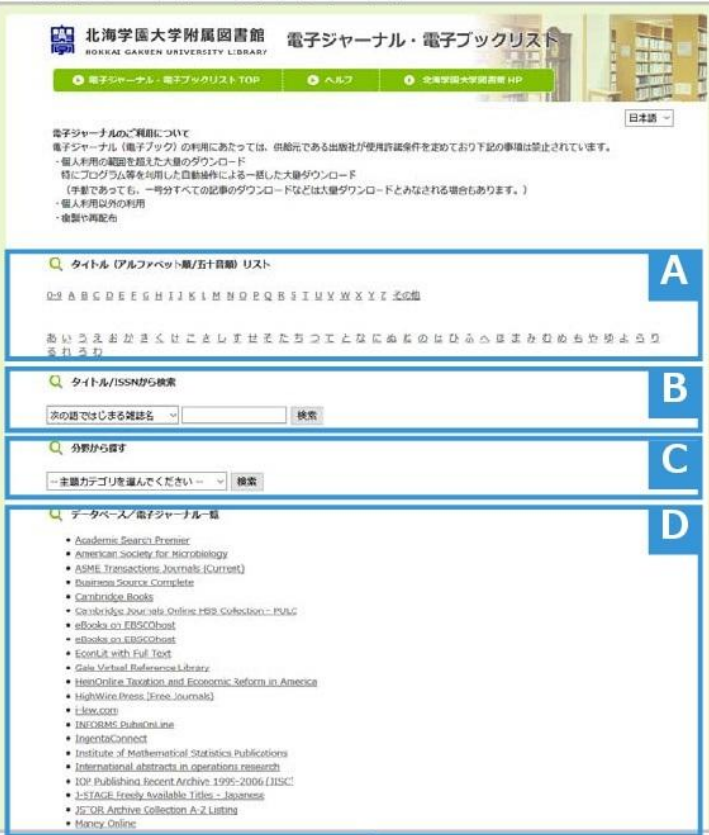 北海学園大学附属図書館
HOKKAI GAKUEN UNIVERSITY LIBRARY
電子ジャーナル・電子ブックリスト
電子ジャーナル・電子ブックリスト TOP
ヘルプ
北海学園大学図書館 HP
日本語
電子ジャーナルのご利用について
電子ジャーナル（電子ブック）の利用にあたっては、供給元である出版社が使用許諾条件を定めており下記の事項は禁止されています。
・個人利用の範囲を超えた大量のダウンロード
特にプログラム等を利用した自動操作による一括した大量ダウンロード
（手動であっても、一号分すべての記事のダウンロードなどは大量ダウンロードとみなされる場合もあります。）
・個人利用以外の利用
・複製や再配布
タイトル（アルファベット順/五十音順）リスト
A
0-9 A B C D E F G H I J K L M N O P Q R S T U V W X Y Z その他
あ い う え お か き く け こ さ し す せ そ た ち つ て と な に ぬ ね の は ひ ふ へ ほ ま み む め も や ゆ よ ら り
る れ ろ わ
タイトル/ISSNから検索
B
次の語ではじまる雑誌名
検索
分野から探す
C
-- 主題カテゴリを選んでください --
検索
データベース/電子ジャーナル一覧
D
• Academic Search Premier
• American Society for Microbiology
• ASME Transactions Journals (Current)
• Business Source Complete
• Cambridge Books
• Cambridge Journals Online HSS Collection - PULC
• eBooks on EBSCOhost
• eBooks on EBSCOhost
• EconLit with Full Text
• Gale Virtual Reference Library
• HeinOnline Taxation and Economic Reform in America
• HighWire Press (Free Journals)
• i-law.com
• INFORMS PubsOnLine
• IngentaConnect
• Institute of Mathematical Statistics Publications
• International abstracts in operations research
• IOP Publishing Recent Archive 1995-2006 [JISC]
• J-STAGE Freely Available Titles - Japanese
• JSTOR Archive Collection A-Z Listing
• Maney Online